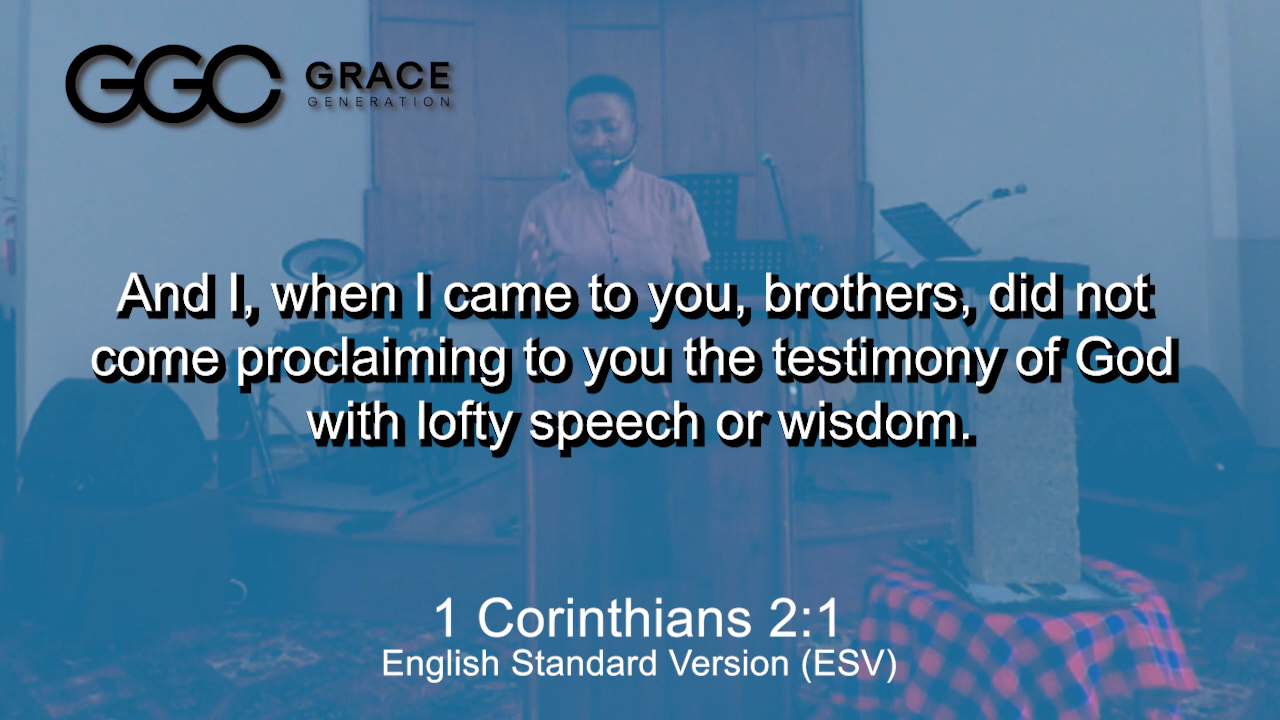 GGC GRACE
GENERATION
And I, when I came to you, brothers, did not
come proclaiming to you the testimony of God
with lofty speech or wisdom.
1 Corinthians 2:1
English Standard Version (ESV)